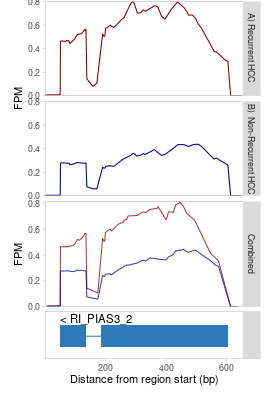 0.8
0.6
0.4
0.2
0.0
FPM
A) Recurrent HCC
0.8
0.6
0.4
0.2
0.0
B) Non-Recurrent HCC
0.8
0.6
0.4
0.2
0.0
FPM
Combined
< RI_PIAS3_2
0
200
400
600
Distance from region start (bp)